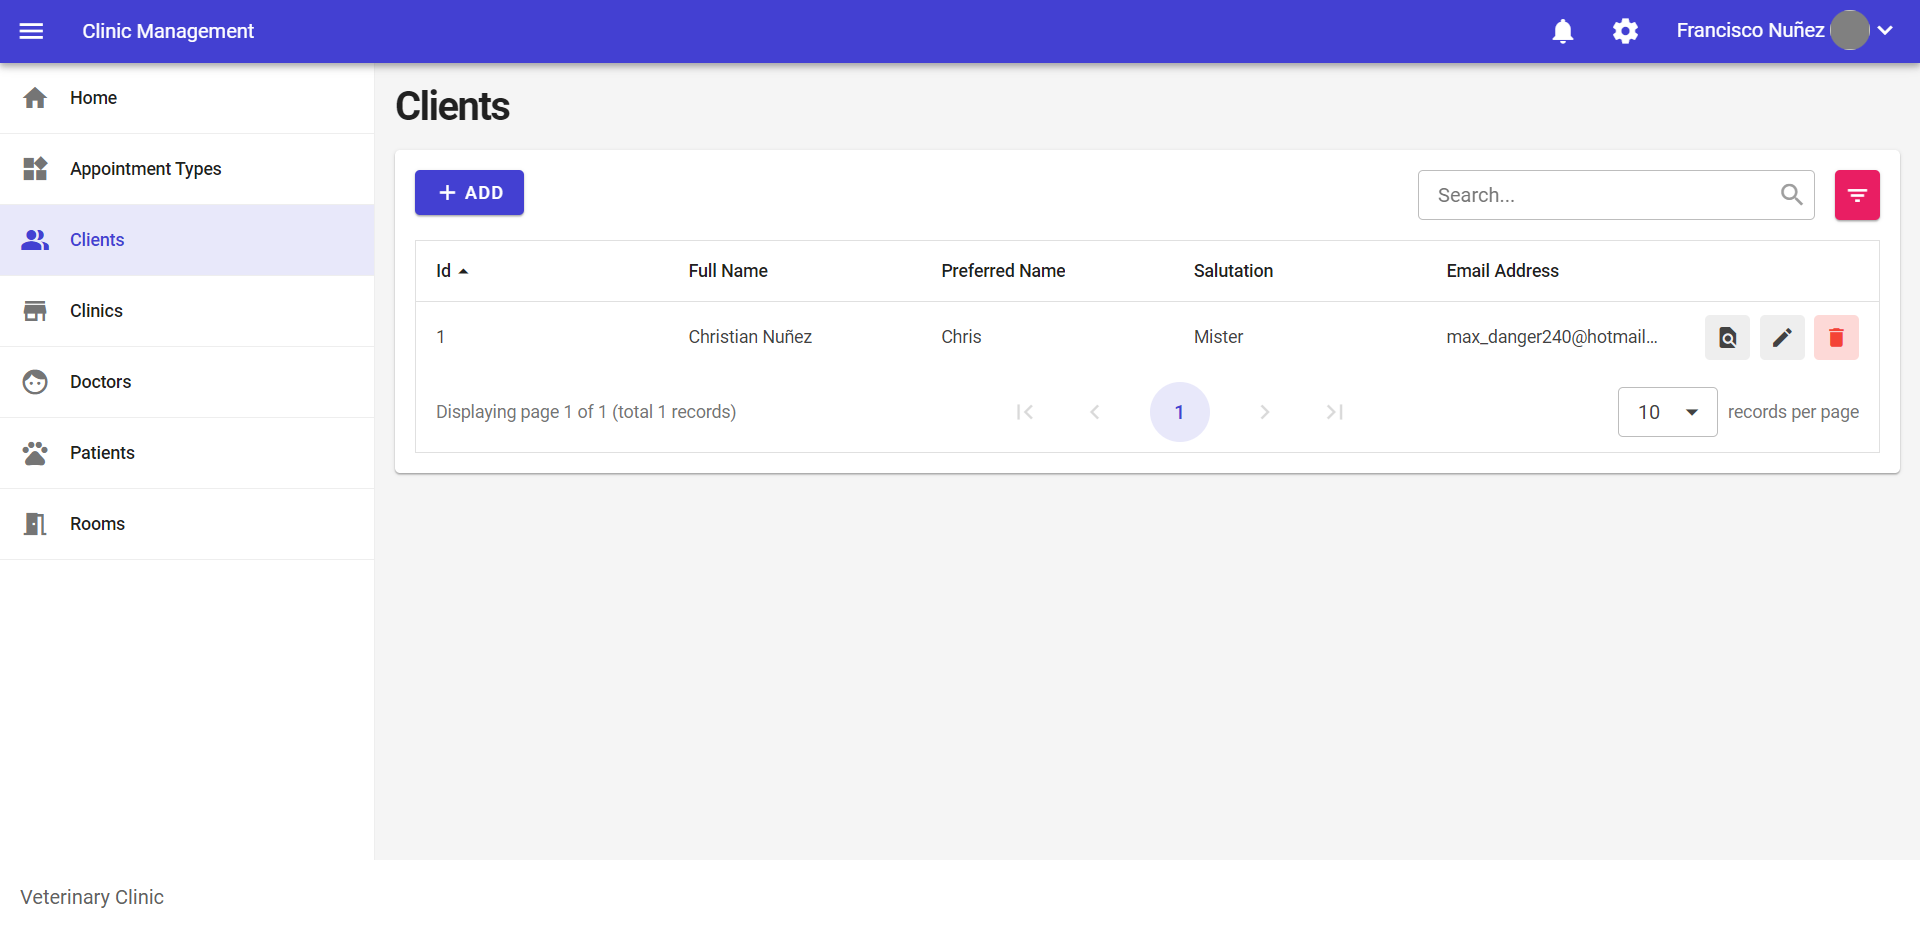 Clinic Management
Francisco Nuñez
Home
Appointment Types
Clients
Clinics
Doctors
Patients
Rooms
Clients
ADD
Search...
Id Full Name Preferred Name Salutation Email Address
1 Christian Nuñez Chris Mister max_danger240@hotmail...
Displaying page 1 of 1 (total 1 records) 1 10 records per page
Veterinary Clinic